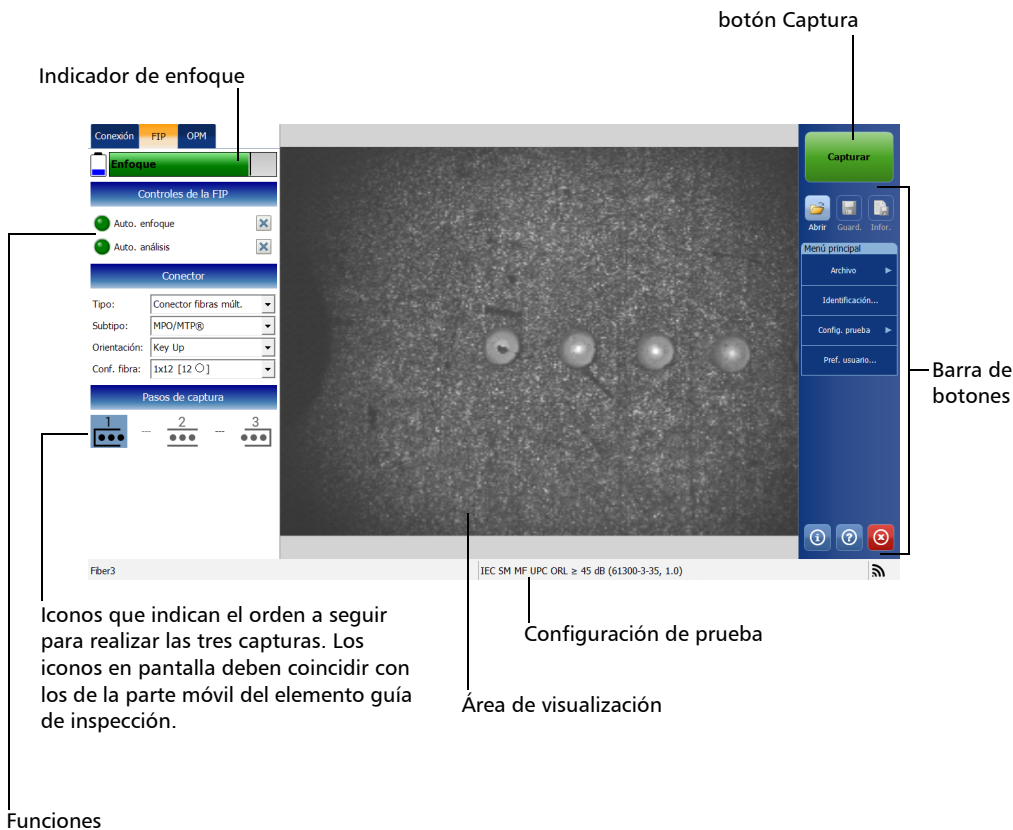 botón Captura
Indicador de enfoque
Conexión
FIP
OPM
Enfoque
Controles de la FIP
Auto. enfoque
Auto. análisis
Conector
Tipo:
Conector fibras múlt.
Subtipo:
MPO/MTP®
Orientación:
Key Up
Conf. fibra:
1x12 [12 ○]
Pasos de captura
1
---
2
---
3
Capturar
Abrir
Guard.
Infor.
Menú principal
Archivo
Identificación...
Config. prueba
Pref. usuario...
Barra de
botones
Fiber3
IEC SM MF UPC ORL ≥ 45 dB (61300-3-35, 1.0)
Iconos que indican el orden a seguir
para realizar las tres capturas. Los
iconos en pantalla deben coincidir con
los de la parte móvil del elemento guía
de inspección.
Configuración de prueba
Área de visualización
Funciones